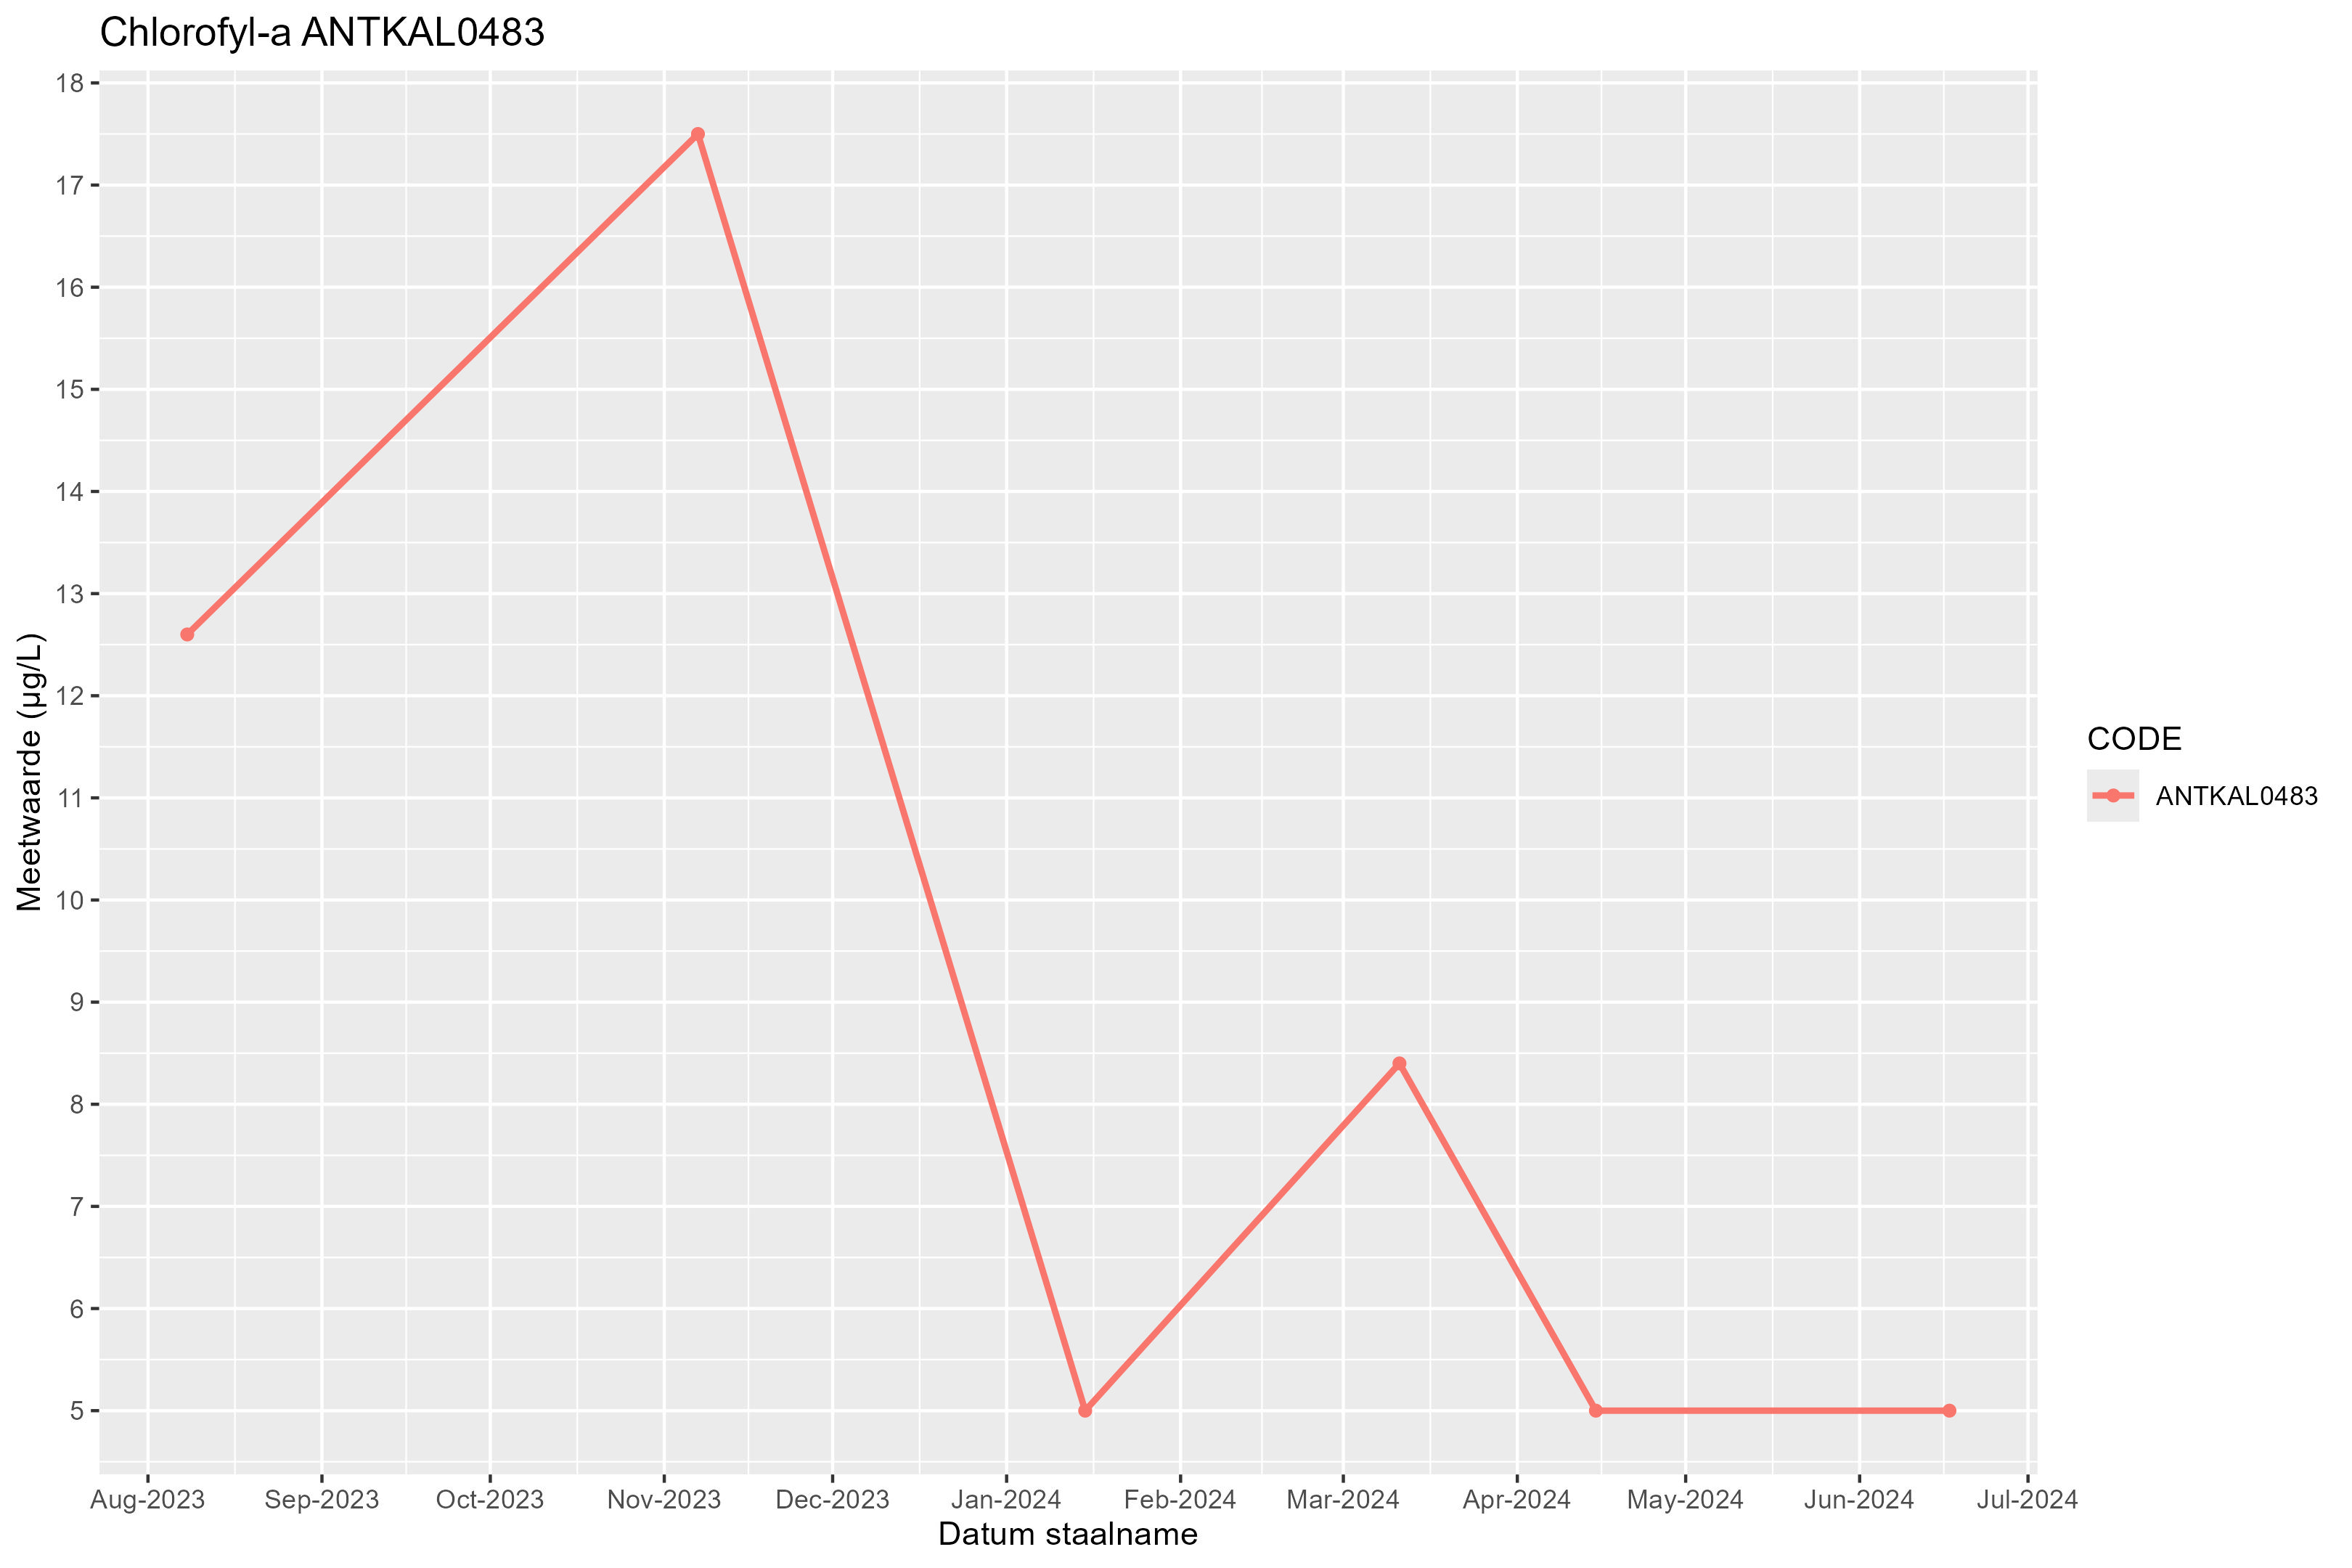 Chlorofyl-a ANTKAL0483
18
17
16
15
14
13
12
11
10
9
8
7
6
5
Meetwaarde (µg/L)
Aug-2023
Sep-2023
Oct-2023
Nov-2023
Dec-2023
Jan-2024
Feb-2024
Mar-2024
Apr-2024
May-2024
Jun-2024
Jul-2024
Datum staalname
CODE
ANTKAL0483